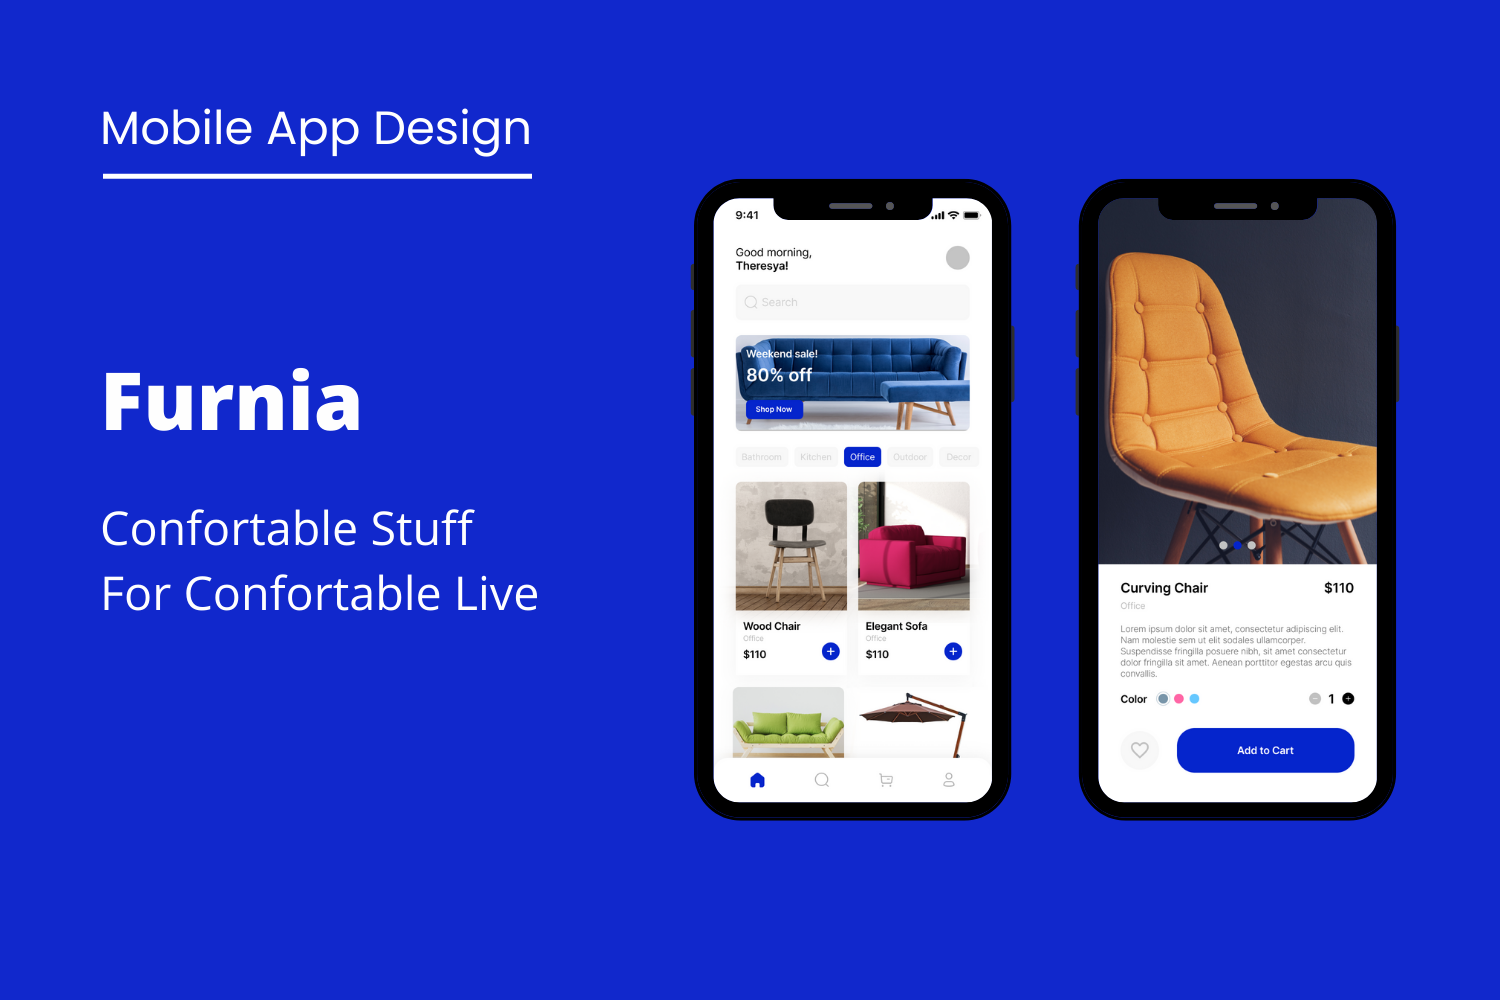 Mobile App Design
Furnia
Confortable Stuff
For Confortable Live
9:41
Good morning,
Theresya!
Search
Weekend sale!
80% off
Shop Now
Bathroom Kitchen Office Outdoor Decor
Wood Chair
Office
$110
+
Elegant Sofa
Office
$110
+
Curving Chair $110
Office
Lorem ipsum dolor sit amet, consectetur adipiscing elit.
Nam molestie sem ut elit sodales ullamcorper.
Suspendisse fringilla posuere nibh, sit amet consectetur
dolor fringilla sit amet. Aenean porttitor egestas arcu quis
convallis.
Color - 1 +
Add to Cart